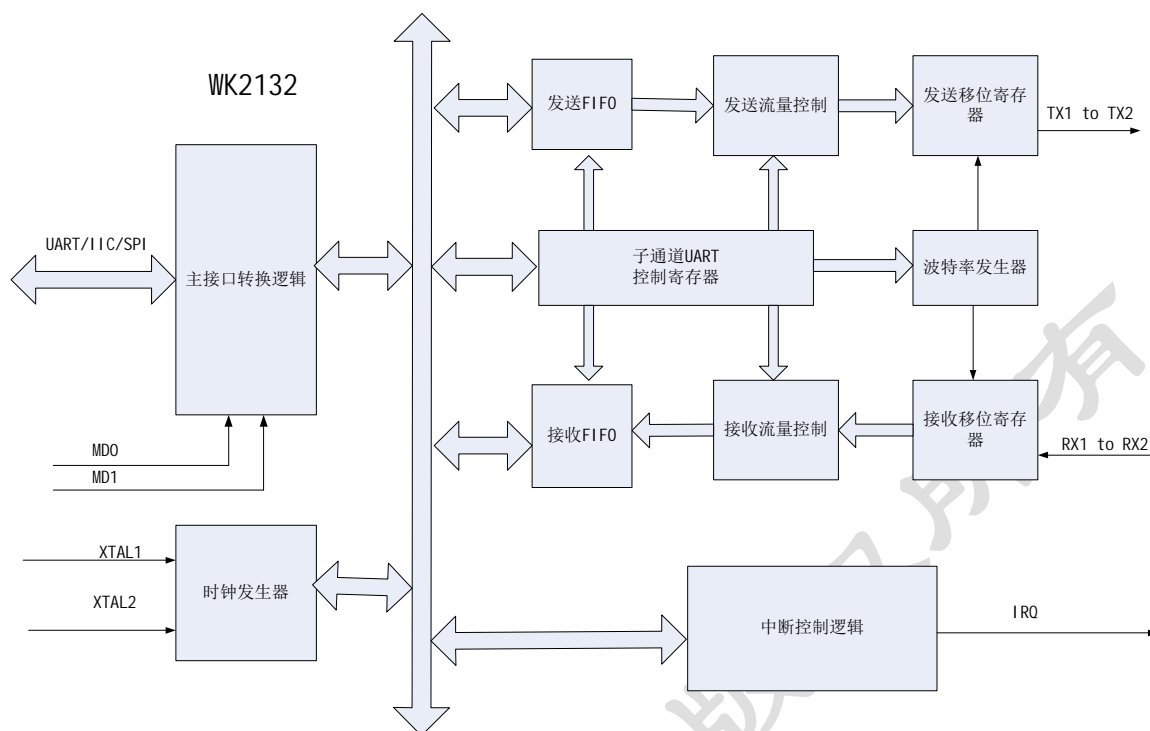 WK2132
发送FIFO
发送流量控制
发送移位寄存
器
TX1 to TX2
UART/IIC/SPI
主接口转换逻辑
子通道UART
控制寄存器
波特率发生器
接收FIFO
接收流量控制
接收移位寄存
器
RX1 to RX2
MD0
MD1
XTAL1
XTAL2
时钟发生器
中断控制逻辑
IRQ
版权所有